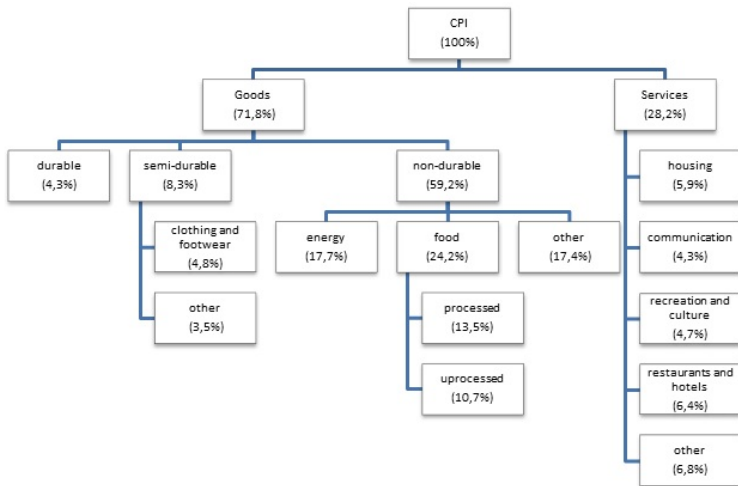 CPI
(100%)
Goods
(71,8%)
Services
(28,2%)
durable
(4,3%)
semi-durable
(8,3%)
non-durable
(59,2%)
housing
(5,9%)
clothing and
footwear
(4,8%)
energy
(17,7%)
food
(24,2%)
other
(17,4%)
communication
(4,3%)
other
(3,5%)
processed
(13,5%)
recreation and
culture
(4,7%)
uprocessed
(10,7%)
restaurants and
hotels
(6,4%)
other
(6,8%)